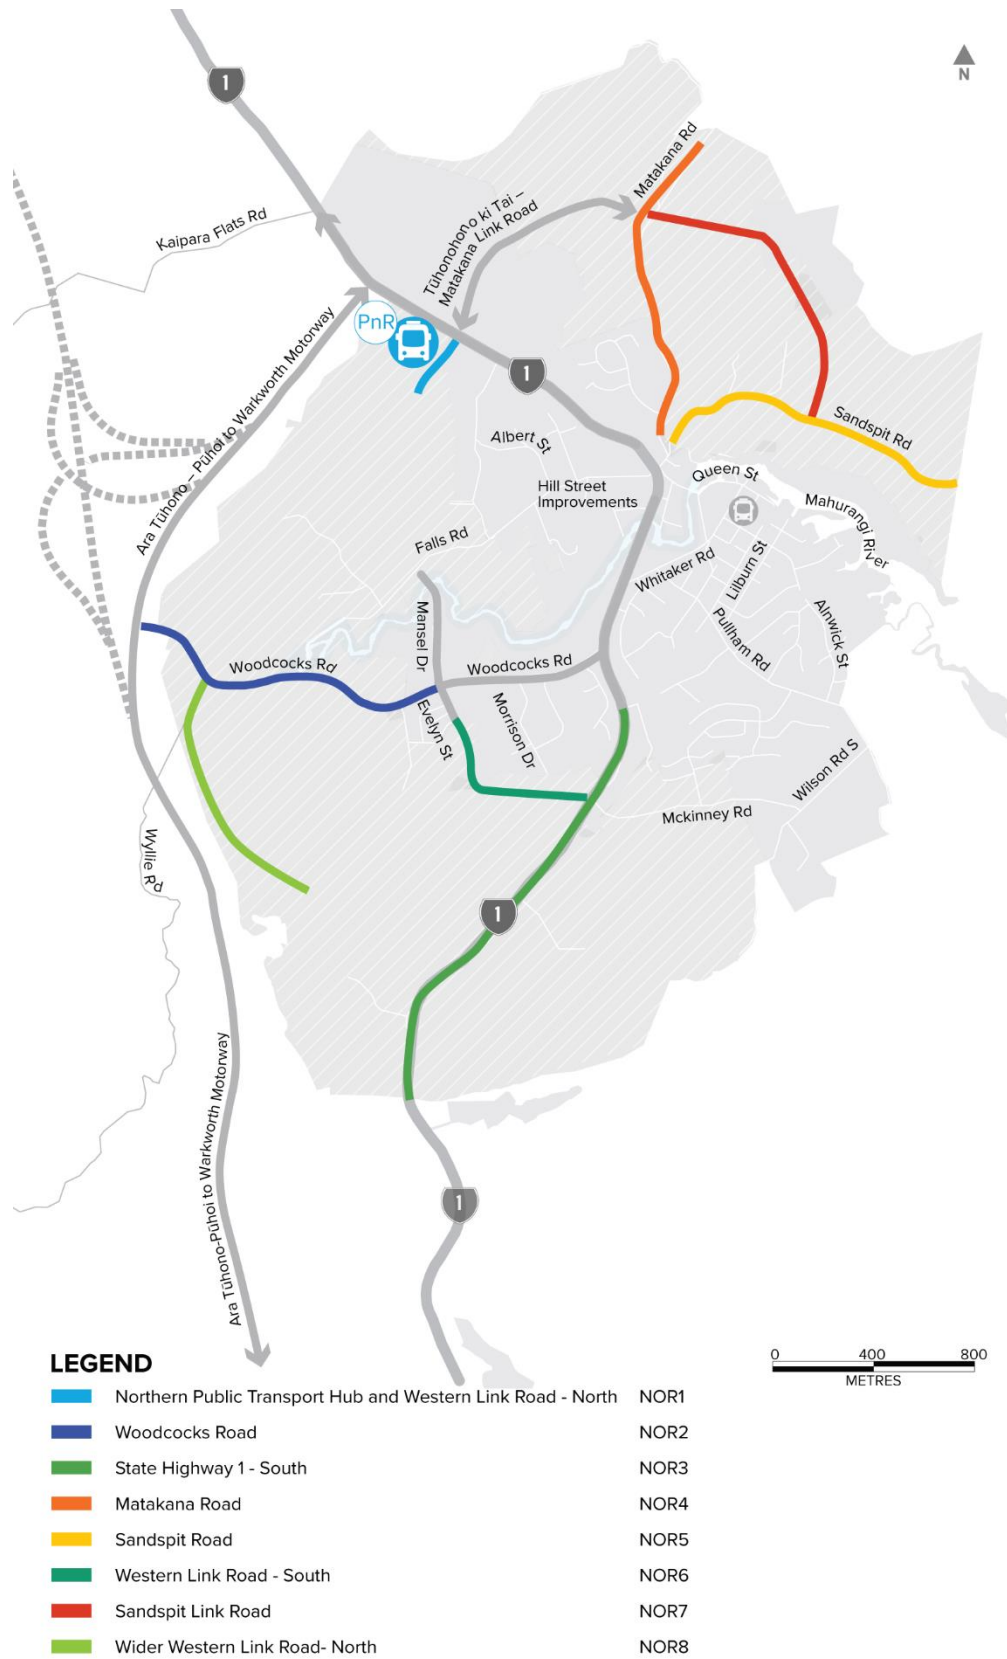 1
N
Matakana Rd
Kaipara Flats Rd
Tūhonohono ki Tai –
Matakana Link Road
PnR
1
Ara Tūhono – Pūhoi to Warkworth Motorway
Albert St
Sandspit Rd
Queen St
Hill Street
Improvements
Mahurangi
River
Falls Rd
Whitaker Rd
Lilburn St
Mansel Dr
Pullham Rd
Alnwick St
Woodcocks Rd
Woodcocks Rd
Evelyn St
Morrison Dr
Wilson Rd S
Mckinney Rd
Wyllie Rd
1
Ara Tūhono-Pūhoi to Warkworth Motorway
1
LEGEND
0 400 800
METRES
Northern Public Transport Hub and Western Link Road - North NOR1
Woodcocks Road NOR2
State Highway 1 - South NOR3
Matakana Road NOR4
Sandspit Road NOR5
Western Link Road - South NOR6
Sandspit Link Road NOR7
Wider Western Link Road- North NOR8